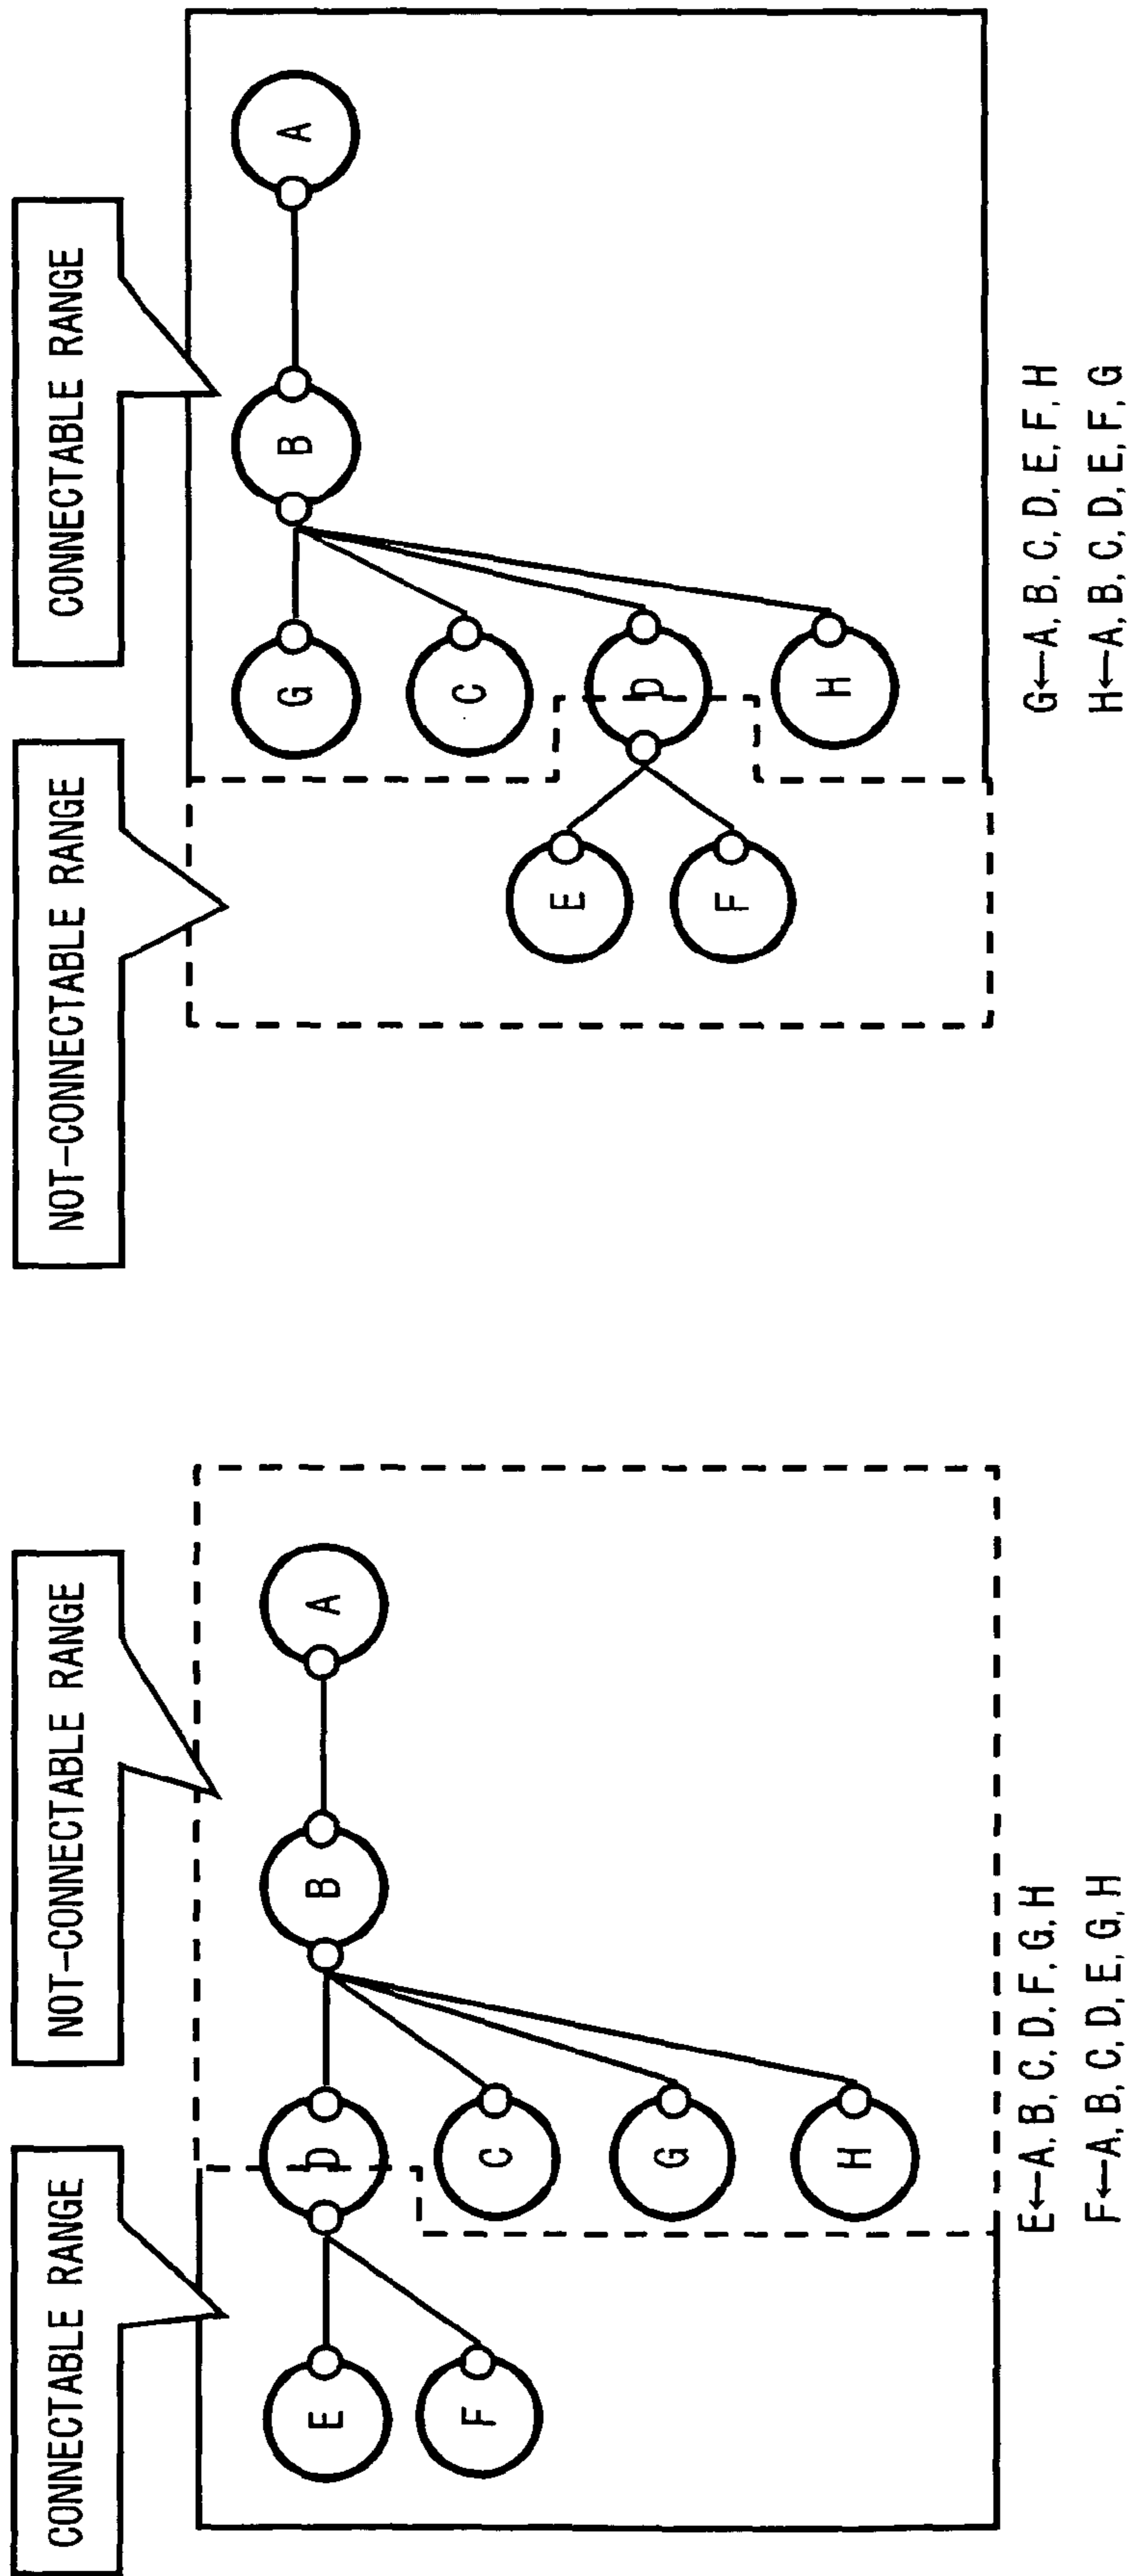 CONNECTABLE RANGE
NOT-CONNECTABLE RANGE
E
D
B
A
F
C
G
H
E←A, B, C, D, F, G, H
F←A, B, C, D, E, G, H
NOT-CONNECTABLE RANGE
CONNECTABLE RANGE
G
B
A
C
E
D
F
H
G←A, B, C, D, E, F, H
H←A, B, C, D, E, F, G